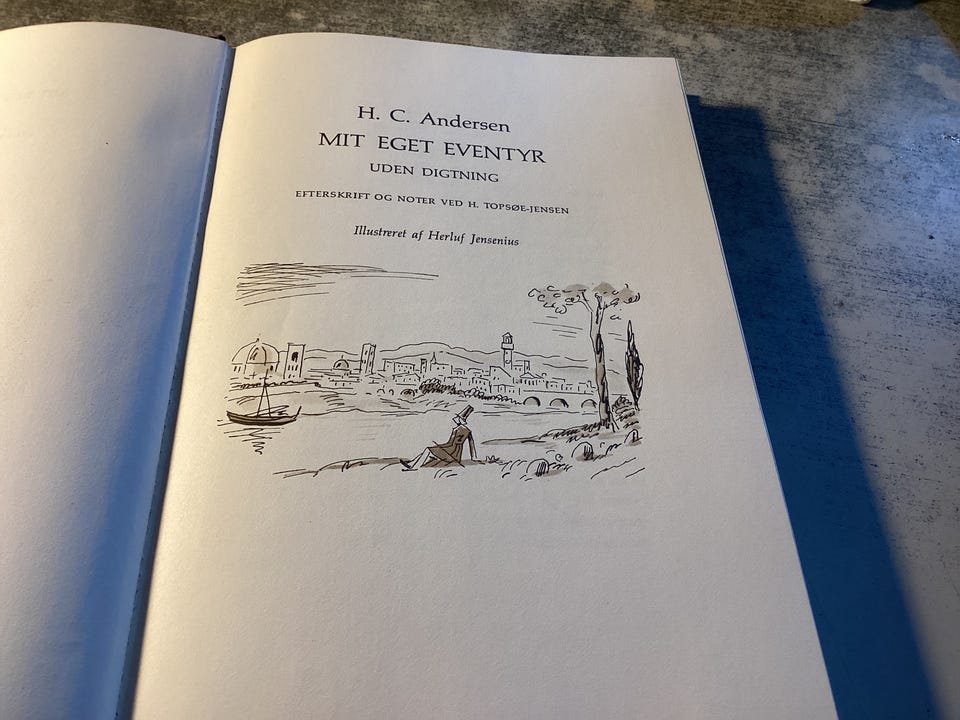 H. C. Andersen
MIT EGET EVENTYR
UDEN DIGTNING
EFTERSKRIFT OG NOTER VED H. TOPSØE-JENSEN
Illustreret af Herluf Jensenius